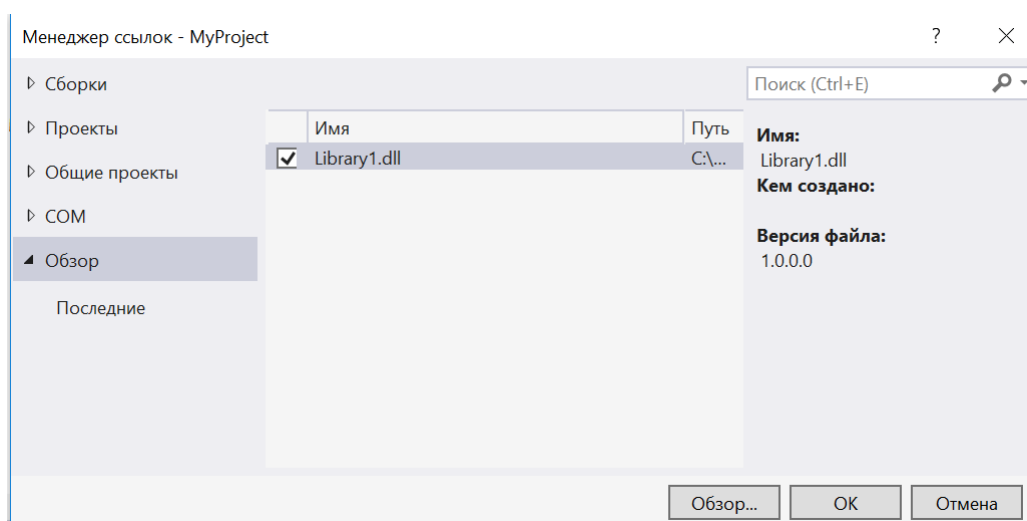 Менеджер ссылок - MyProject
?
Сборки
Проекты
Общие проекты
COM
Обзор
Последние
Имя Путь
Library1.dll C:\...
Поиск (Ctrl+E)
Имя:
Library1.dll
Кем создано:
Версия файла:
1.0.0.0
Обзор... ОК Отмена